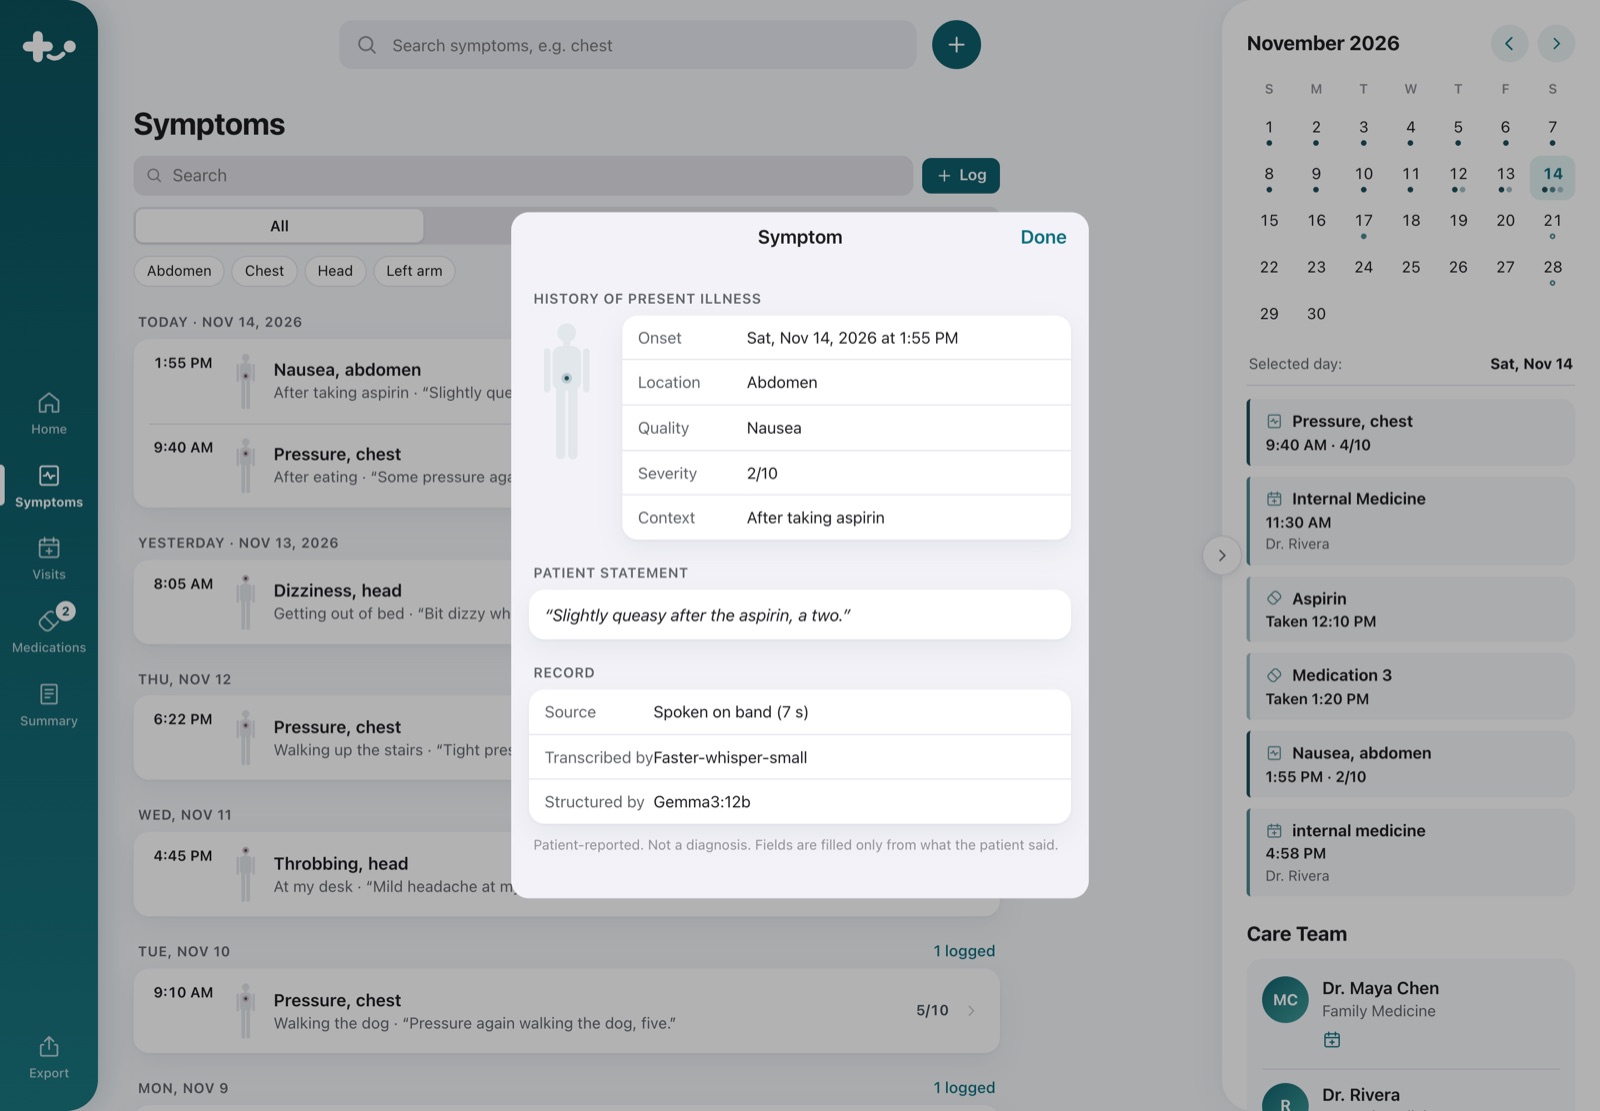 Search symptoms, e.g. chest
Symptoms
Search
+ Log
All
Abdomen
Chest
Head
Left arm
TODAY · NOV 14, 2026
1:55 PM
Nausea, abdomen
After taking aspirin · “Slightly que
9:40 AM
Pressure, chest
After eating · “Some pressure aga
YESTERDAY · NOV 13, 2026
8:05 AM
Dizziness, head
Getting out of bed · “Bit dizzy wh
THU, NOV 12
6:22 PM
Pressure, chest
Walking up the stairs · “Tight pres
WED, NOV 11
4:45 PM
Throbbing, head
At my desk · “Mild headache at my
TUE, NOV 10
1 logged
9:10 AM
Pressure, chest
Walking the dog · “Pressure again walking the dog, five.”
5/10
MON, NOV 9
1 logged
Home
Symptoms
Visits
2
Medications
Summary
Export
Symptom
Done
HISTORY OF PRESENT ILLNESS
Onset Sat, Nov 14, 2026 at 1:55 PM
Location Abdomen
Quality Nausea
Severity 2/10
Context After taking aspirin
PATIENT STATEMENT
“Slightly queasy after the aspirin, a two.”
RECORD
Source Spoken on band (7 s)
Transcribed by Faster-whisper-small
Structured by Gemma3:12b
Patient-reported. Not a diagnosis. Fields are filled only from what the patient said.
November 2026
S M T W T F S
1 2 3 4 5 6 7
8 9 10 11 12 13 14
15 16 17 18 19 20 21
22 23 24 25 26 27 28
29 30
Selected day: Sat, Nov 14
Pressure, chest
9:40 AM · 4/10
Internal Medicine
11:30 AM
Dr. Rivera
Aspirin
Taken 12:10 PM
Medication 3
Taken 1:20 PM
Nausea, abdomen
1:55 PM · 2/10
internal medicine
4:58 PM
Dr. Rivera
Care Team
MC
Dr. Maya Chen
Family Medicine
R
Dr. Rivera